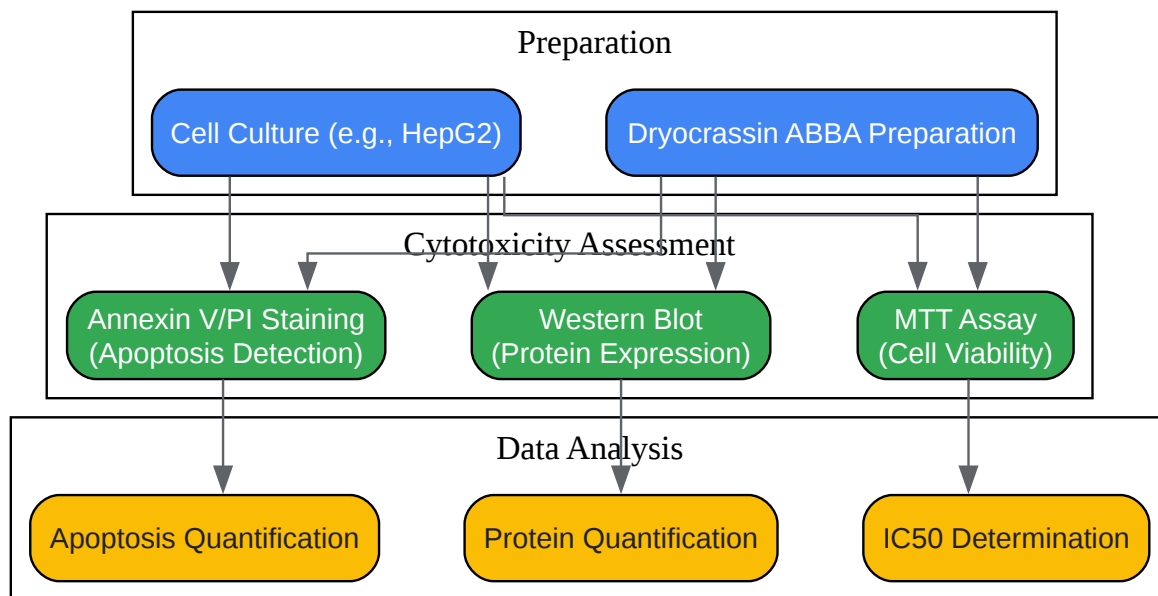 Preparation
Cell Culture (e.g., HepG2)
Dryocrassin ABBA Preparation
Cytotoxicity Assessment
Annexin V/PI Staining
(Apoptosis Detection)
Western Blot
(Protein Expression)
MTT Assay
(Cell Viability)
Data Analysis
Apoptosis Quantification
Protein Quantification
IC50 Determination